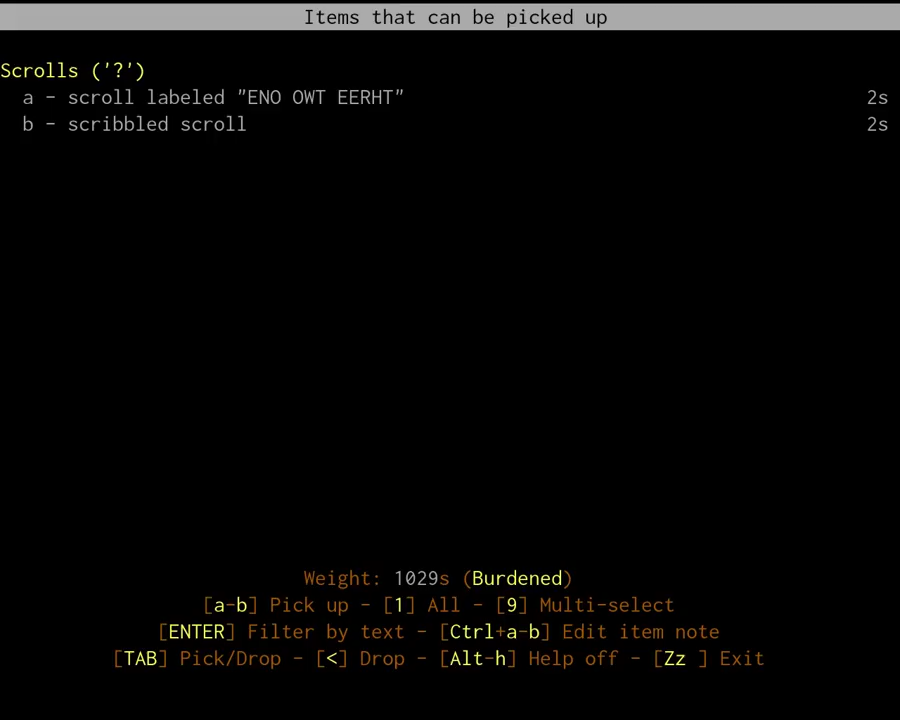 Items that can be picked up
Scrolls ('?')
a - scroll labeled "ENO OWT EERHT" 2s
b - scribbled scroll 2s
Weight: 1029s (Burdened)
[a-b] Pick up - [1] All - [9] Multi-select
[ENTER] Filter by text - [Ctrl+a-b] Edit item note
[TAB] Pick/Drop - [<] Drop - [Alt-h] Help off - [Zz ] Exit